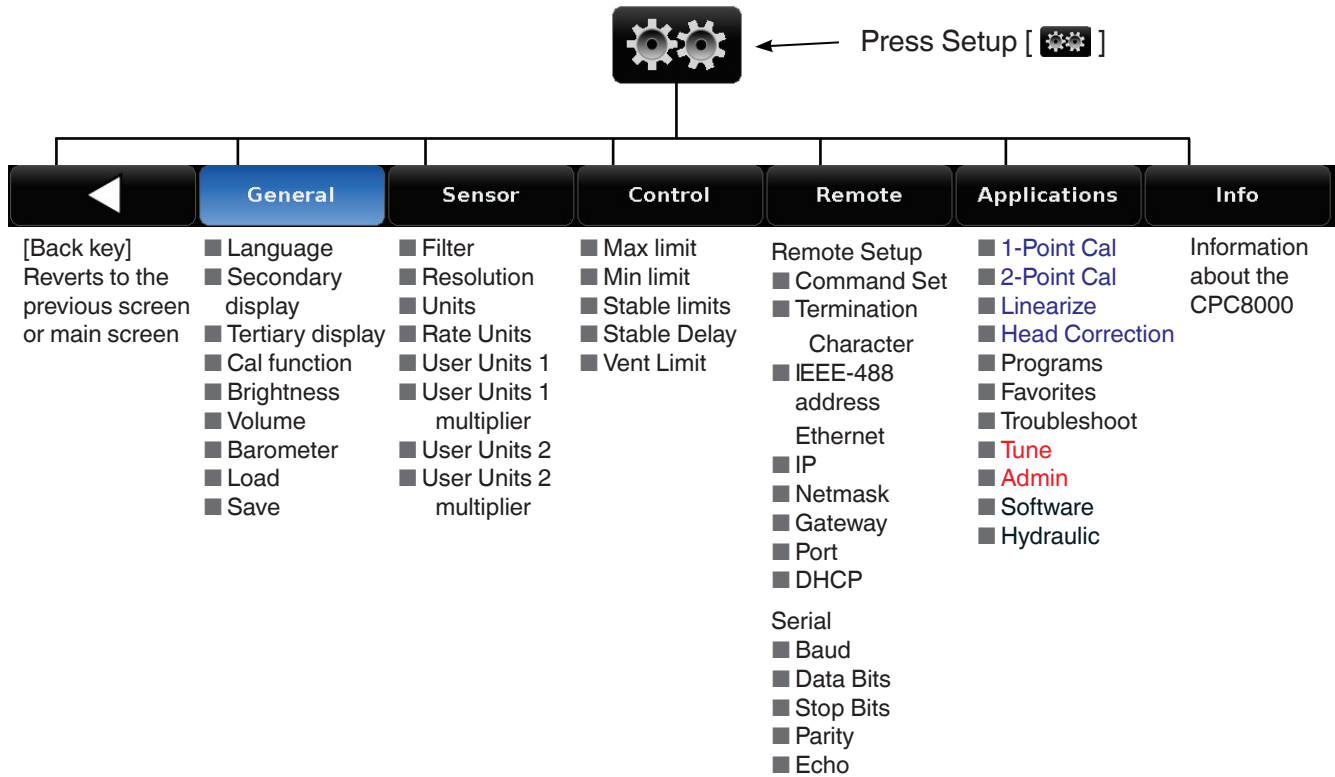 Press Setup [ ]
General
Sensor
Control
Remote
Applications
Info
[Back key]
Reverts to the
previous screen
or main screen
■ Language
■ Secondary
display
■ Tertiary display
■ Cal function
■ Brightness
■ Volume
■ Barometer
■ Load
■ Save
■ Filter
■ Resolution
■ Units
■ Rate Units
■ User Units 1
■ User Units 1
multiplier
■ User Units 2
■ User Units 2
multiplier
■ Max limit
■ Min limit
■ Stable limits
■ Stable Delay
■ Vent Limit
Remote Setup
■ Command Set
■ Termination
Character
■ IEEE-488
address
Ethernet
■ IP
■ Netmask
■ Gateway
■ Port
■ DHCP
Serial
■ Baud
■ Data Bits
■ Stop Bits
■ Parity
■ Echo
■ 1-Point Cal
■ 2-Point Cal
■ Linearize
■ Head Correction
■ Programs
■ Favorites
■ Troubleshoot
■ Tune
■ Admin
■ Software
■ Hydraulic
Information
about the
CPC8000